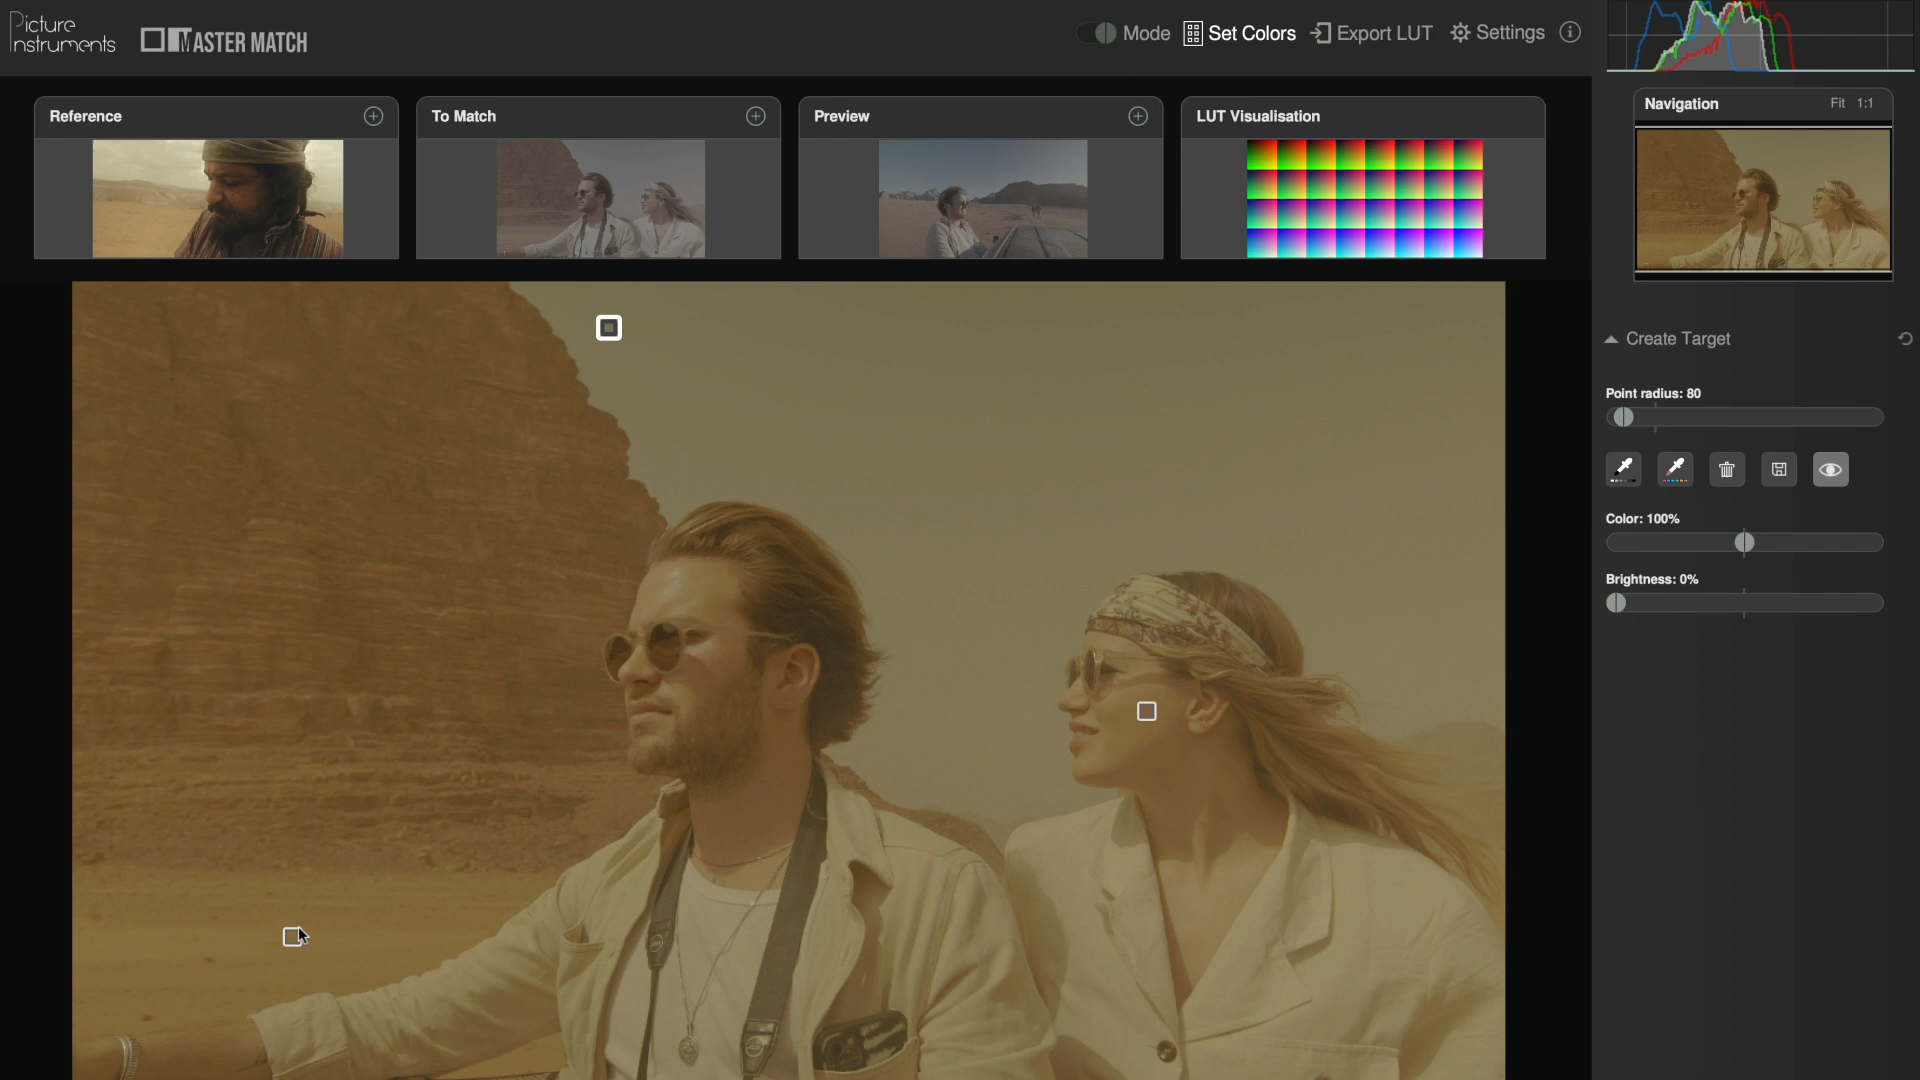 Picture
Instruments
MASTER MATCH
Mode
Set Colors
Export LUT
Settings
Reference
To Match
Preview
LUT Visualisation
Navigation
Fit
1:1
Create Target
Point radius: 80
Color: 100%
Brightness: 0%